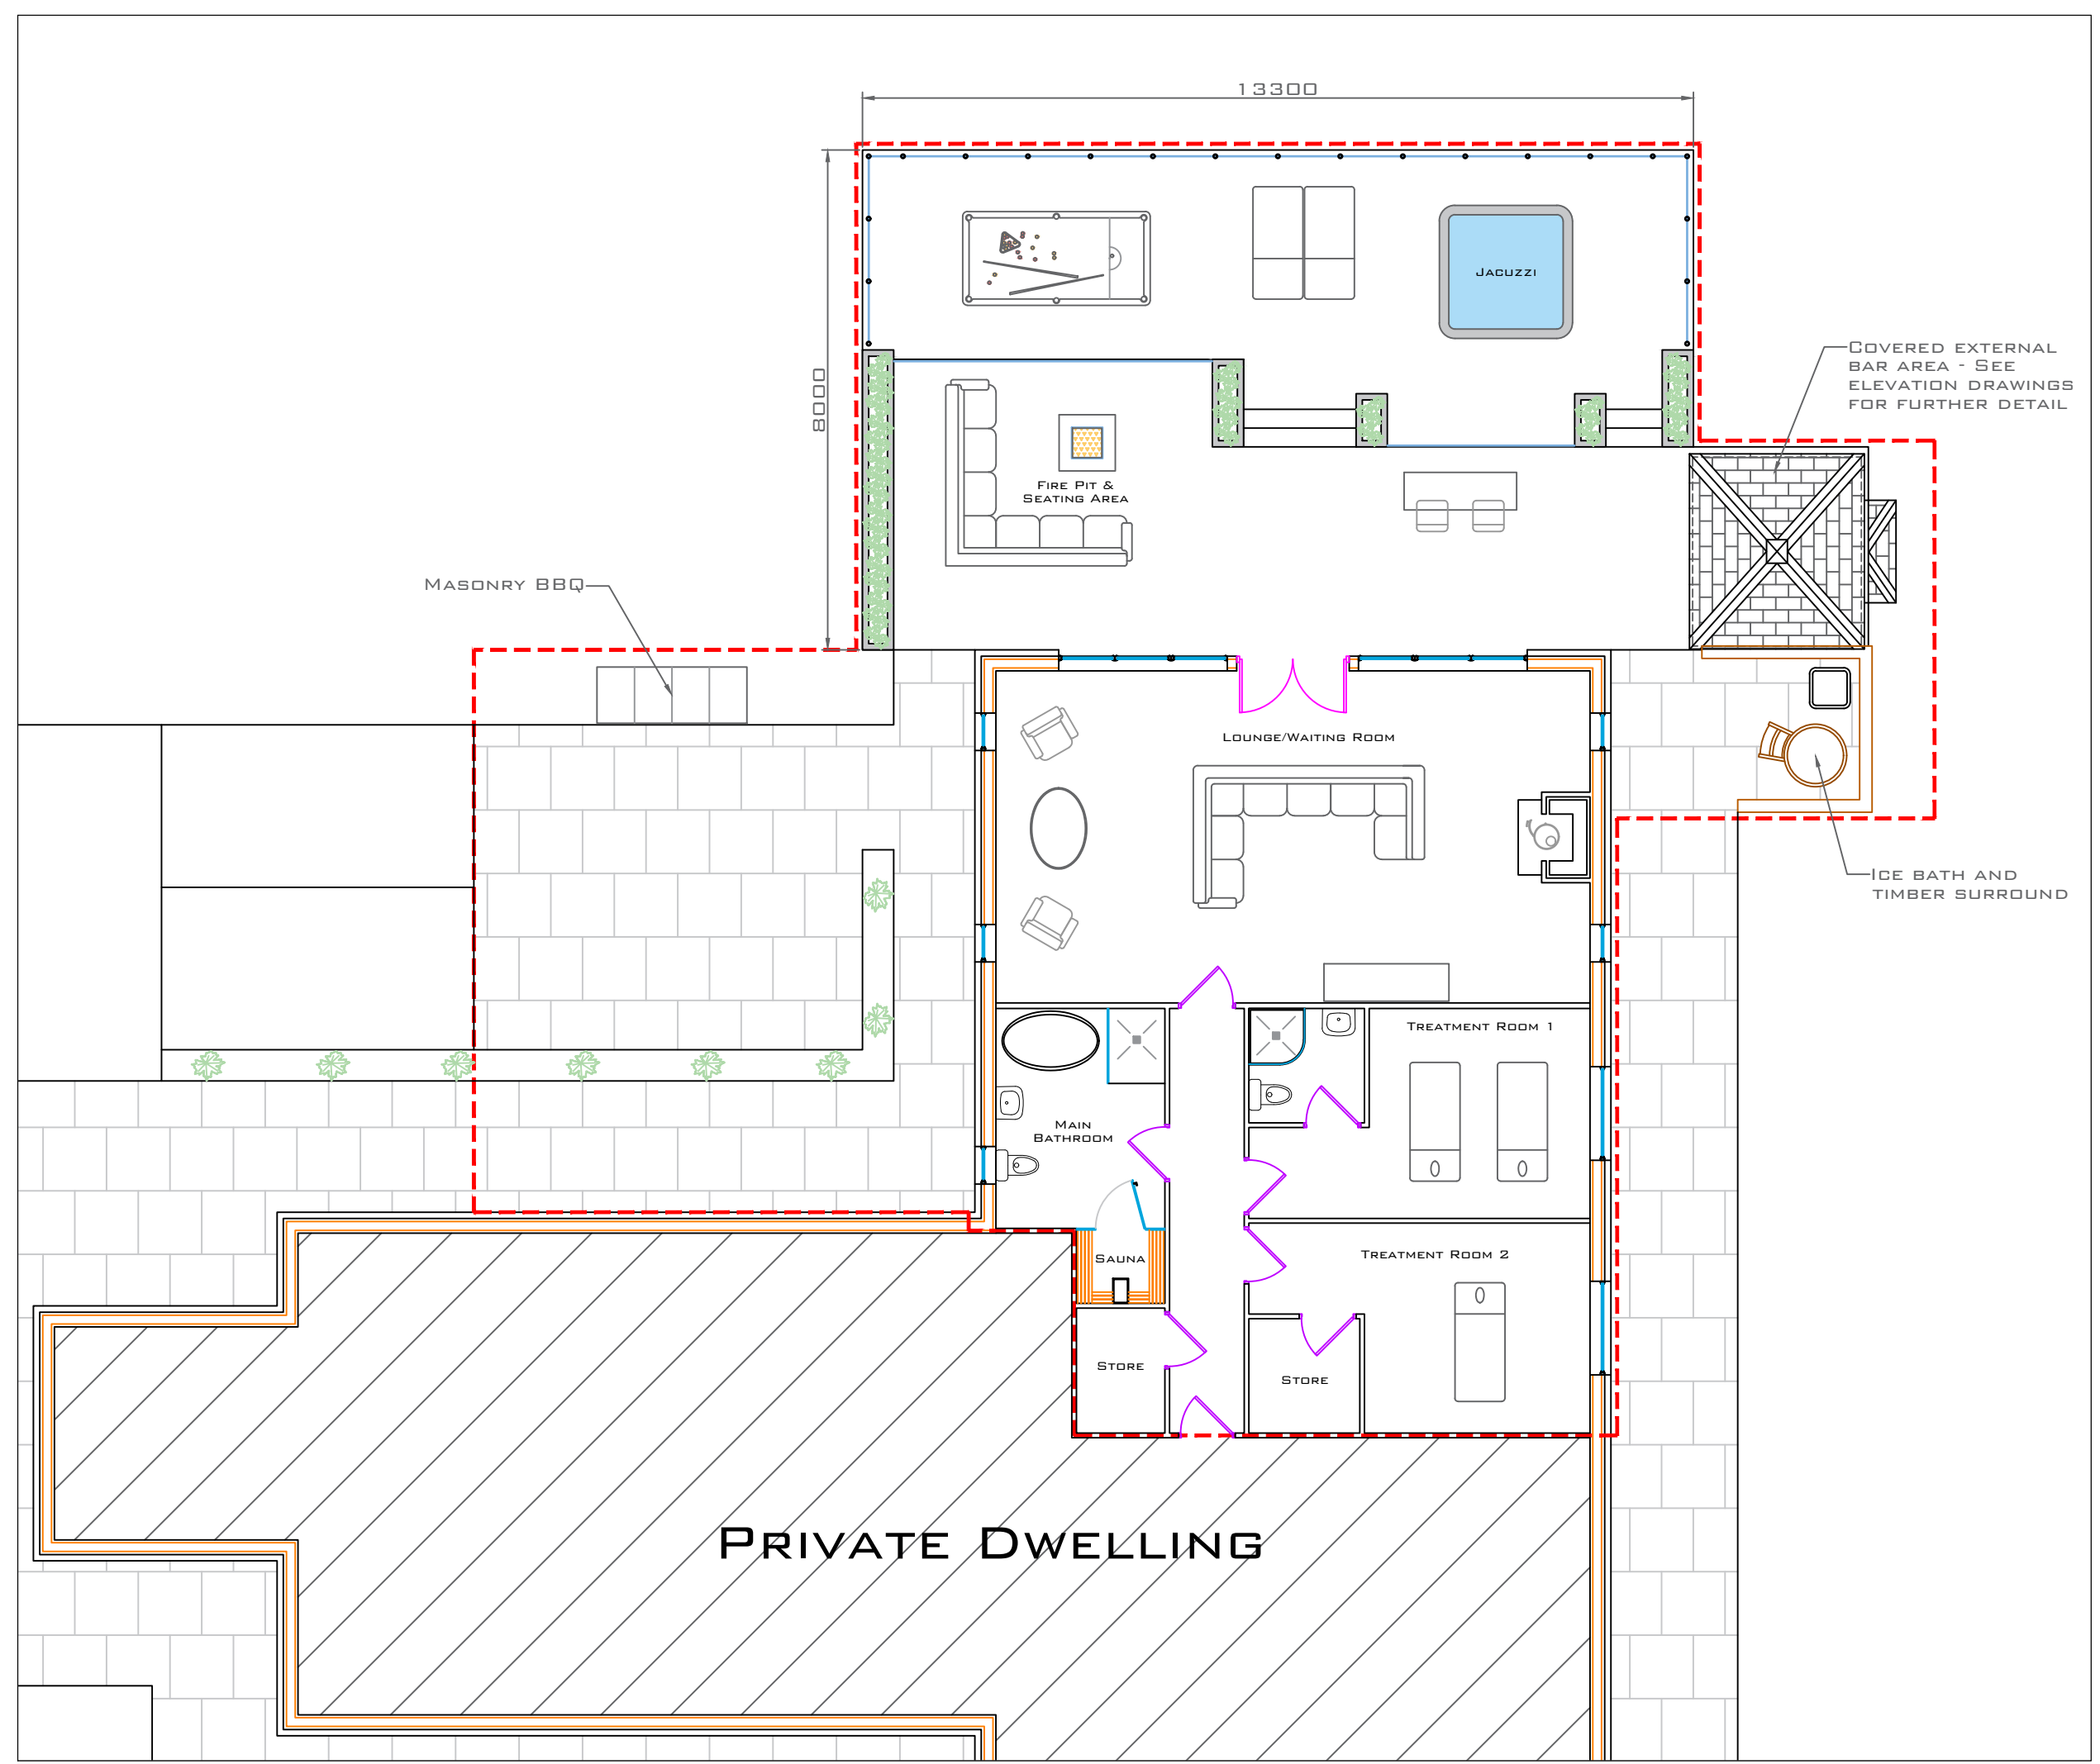 13300
8000
Jacuzzi
Covered external
bar area - See
elevation drawings
for further detail
Fire Pit &
Seating Area
Masonry BBQ
Lounge/Waiting Room
Ice bath and
timber surround
Treatment Room 1
Main
Bathroom
Treatment Room 2
Sauna
Store
Store
Private Dwelling